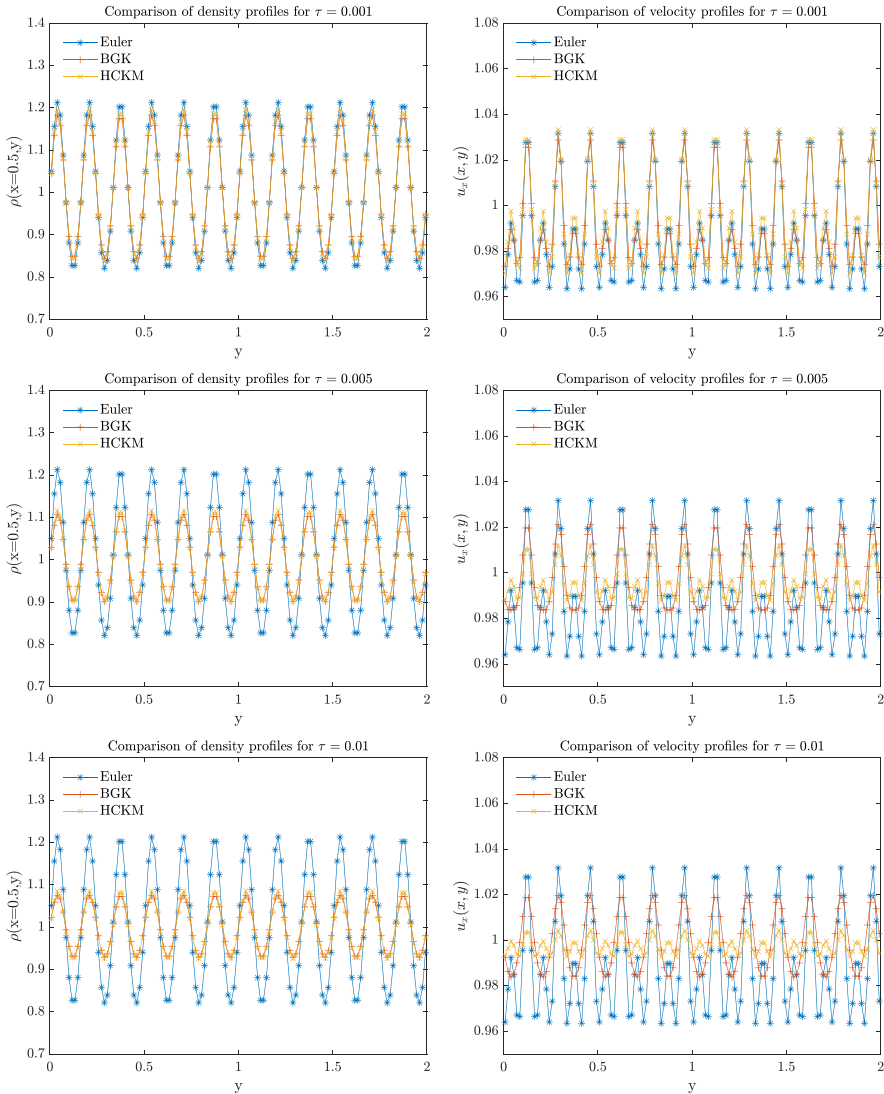 Comparison of density profiles for τ = 0.001
1.4
1.3
1.2
1.1
1
0.9
0.8
0.7
ρ(x=0.5,y)
Euler
BGK
HCKM
0
0.5
1
1.5
2
y
Comparison of velocity profiles for τ = 0.001
1.08
1.06
1.04
1.02
1
0.98
0.96
u_x(x, y)
Euler
BGK
HCKM
0
0.5
1
1.5
2
y
Comparison of density profiles for τ = 0.005
1.4
1.3
1.2
1.1
1
0.9
0.8
0.7
ρ(x=0.5,y)
Euler
BGK
HCKM
0
0.5
1
1.5
2
y
Comparison of velocity profiles for τ = 0.005
1.08
1.06
1.04
1.02
1
0.98
0.96
u_x(x, y)
Euler
BGK
HCKM
0
0.5
1
1.5
2
y
Comparison of density profiles for τ = 0.01
1.4
1.3
1.2
1.1
1
0.9
0.8
0.7
ρ(x=0.5,y)
Euler
BGK
HCKM
0
0.5
1
1.5
2
y
Comparison of velocity profiles for τ = 0.01
1.08
1.06
1.04
1.02
1
0.98
0.96
u_x(x, y)
Euler
BGK
HCKM
0
0.5
1
1.5
2
y